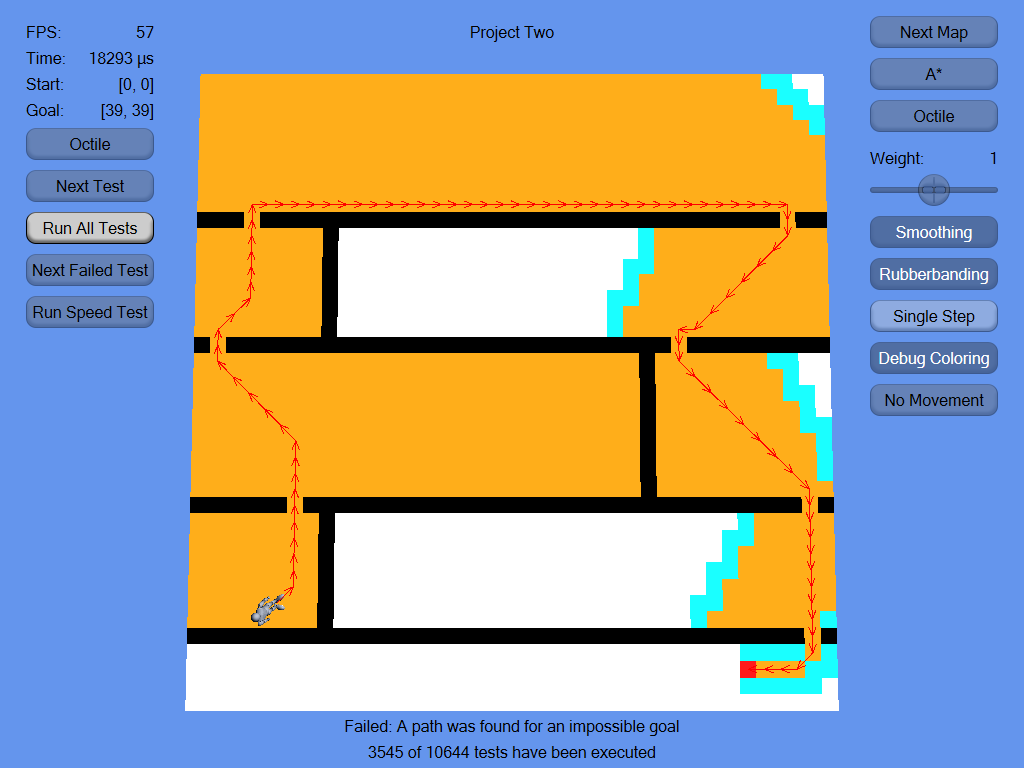 FPS: 57
Time: 18293 µs
Start: [0, 0]
Goal: [39, 39]
Octile
Next Test
Run All Tests
Next Failed Test
Run Speed Test
Project Two
Next Map
A*
Octile
Weight: 1
Smoothing
Rubberbanding
Single Step
Debug Coloring
No Movement
Failed: A path was found for an impossible goal
3545 of 10644 tests have been executed